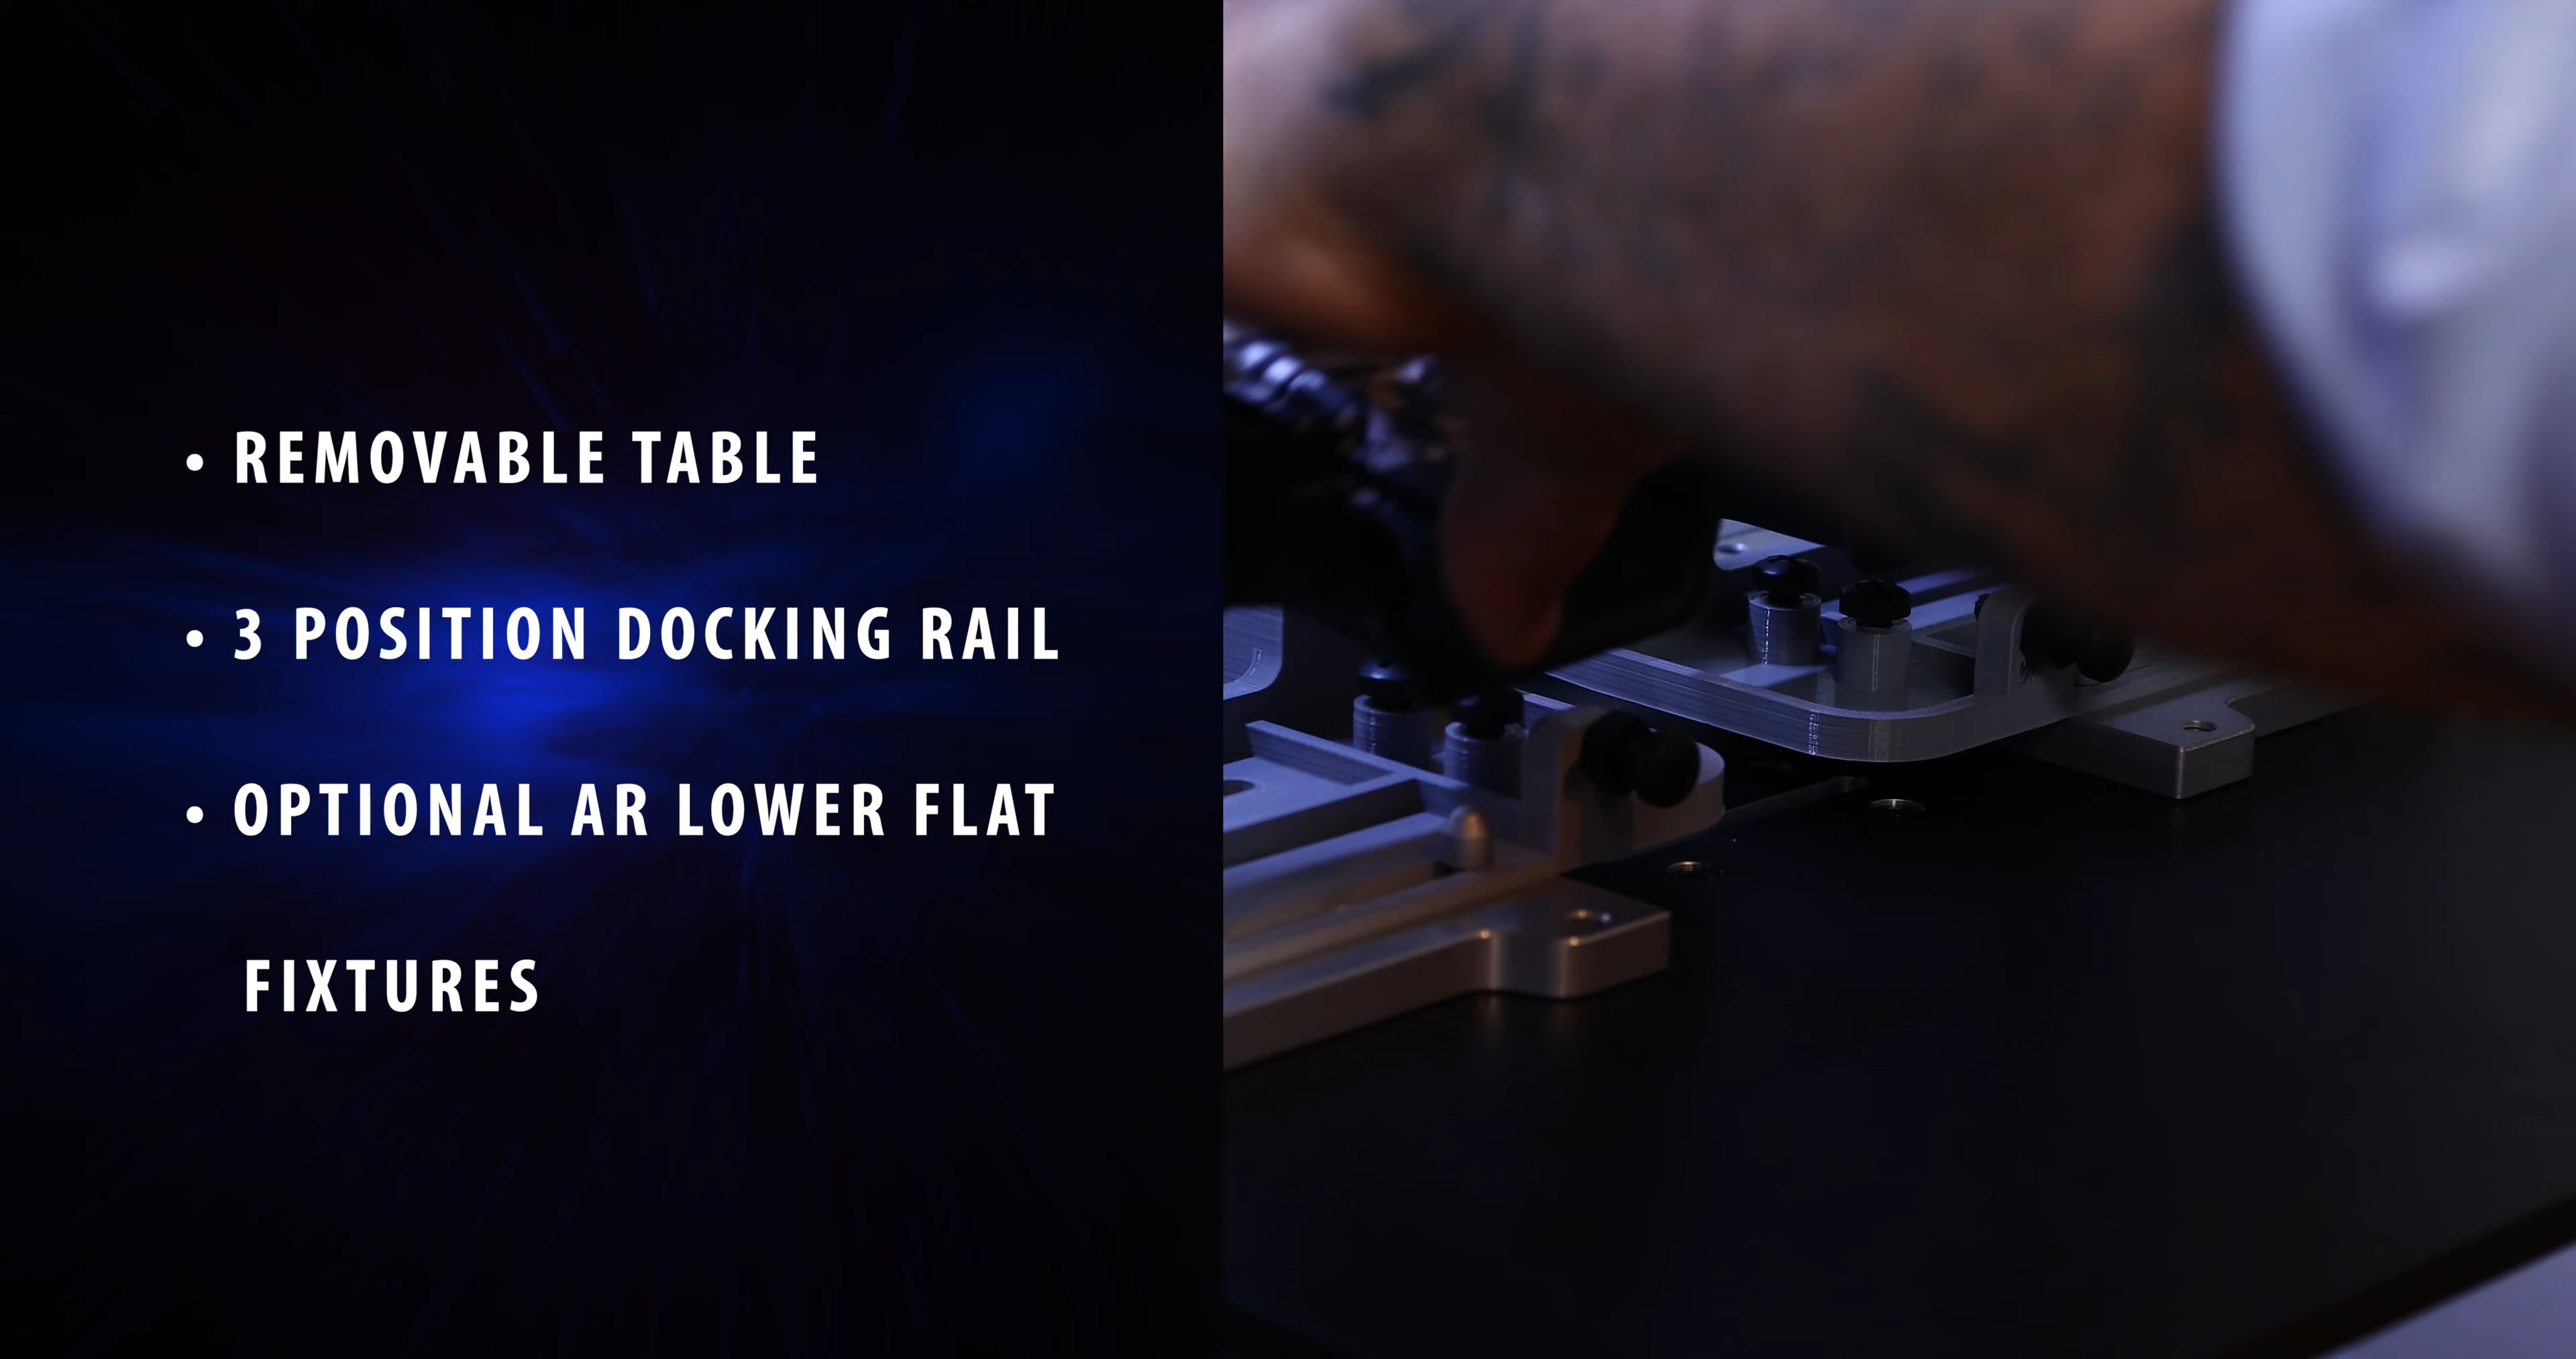 • REMOVABLE TABLE
• 3 POSITION DOCKING RAIL
• OPTIONAL AR LOWER FLAT
FIXTURES